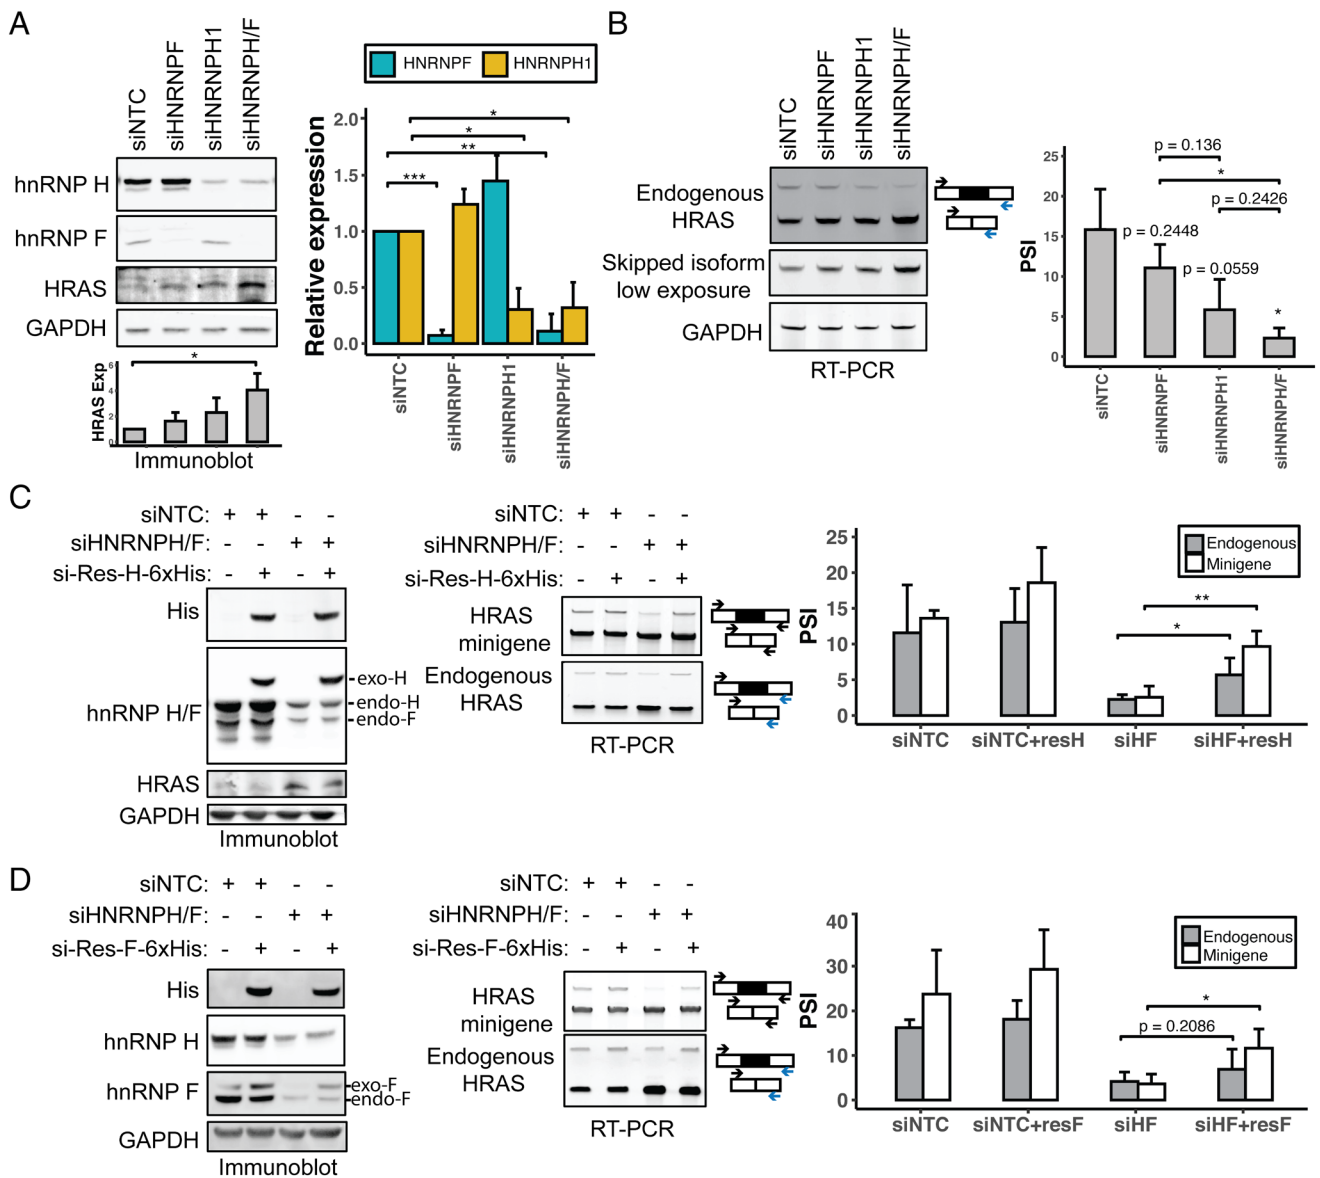 A
siNTC
siHNRNPF
siHNRNPH1
siHNRNPH/F
hnRNP H
hnRNP F
HRAS
GAPDH
HRAS Exp
6
4
2
0
*
Immunoblot
HNRNPF
HNRNPH1
Relative expression
2.0
1.5
1.0
0.5
0.0
*
*
**
***
siNTC
siHNRNPF
siHNRNPH1
siHNRNPH/F
B
siNTC
siHNRNPF
siHNRNPH1
siHNRNPH/F
Endogenous
HRAS
Skipped isoform
low exposure
GAPDH
RT-PCR
PSI
25
20
15
10
5
0
p = 0.136
*
p = 0.2426
p = 0.2448
p = 0.0559
*
siNTC
siHNRNPF
siHNRNPH1
siHNRNPH/F
C
siNTC: + + - -
siHNRNPH/F: - - + +
si-Res-H-6xHis: - + - +
His
hnRNP H/F
exo-H
endo-H
endo-F
HRAS
GAPDH
Immunoblot
siNTC: + + - -
siHNRNPH/F: - - + +
si-Res-H-6xHis: - + - +
HRAS
minigene
Endogenous
HRAS
RT-PCR
PSI
25
20
15
10
5
0
Endogenous
Minigene
**
*
siNTC
siNTC+resH
siHF
siHF+resH
D
siNTC: + + - -
siHNRNPH/F: - - + +
si-Res-F-6xHis: - + - +
His
hnRNP H
hnRNP F
exo-F
endo-F
GAPDH
Immunoblot
siNTC: + + - -
siHNRNPH/F: - - + +
si-Res-F-6xHis: - + - +
HRAS
minigene
Endogenous
HRAS
RT-PCR
PSI
40
30
20
10
0
Endogenous
Minigene
*
p = 0.2086
siNTC
siNTC+resF
siHF
siHF+resF